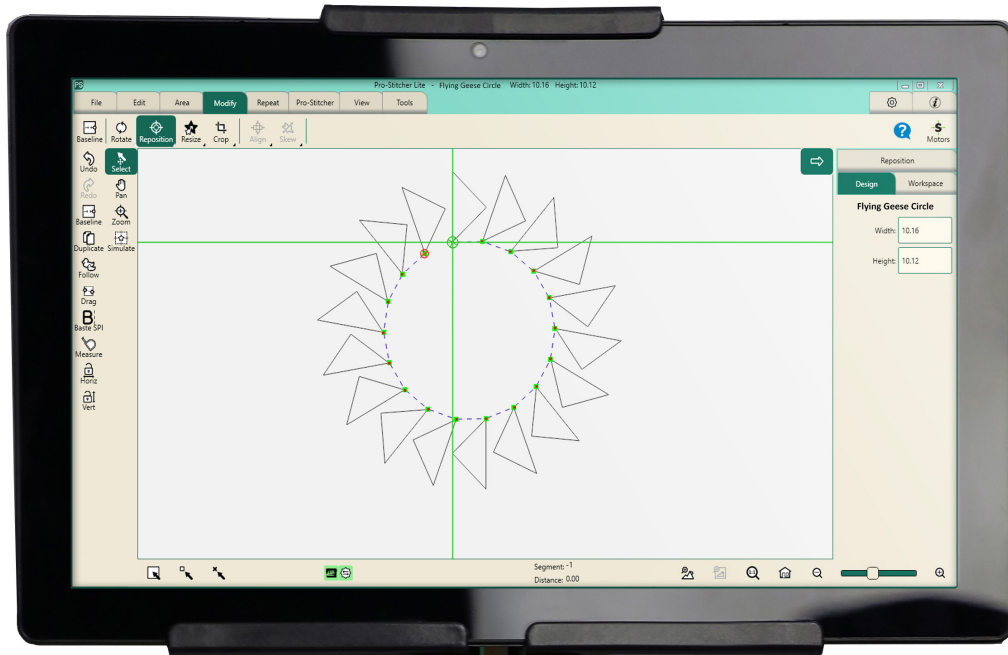 PS
Pro-Stitcher Lite - Flying Geese Circle Width: 10.16 Height: 10.12
File Edit Area Modify Repeat Pro-Stitcher View Tools
Baseline Rotate Reposition Resize Crop Align Skew
Motors
Undo Select
Redo Pan
Baseline Zoom
Duplicate Simulate
Follow
Drag
Baste SPI
Measure
Horiz
Vert
Reposition
Design Workspace
Flying Geese Circle
Width: 10.16
Height: 10.12
Segment: -1
Distance: 0.00
1:1